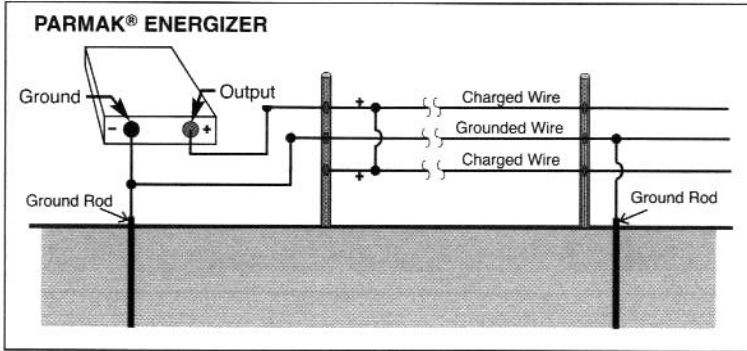 PARMAK® ENERGIZER
Ground
Output
-
+
+
Charged Wire
Grounded Wire
+
Charged Wire
Ground Rod
Ground Rod